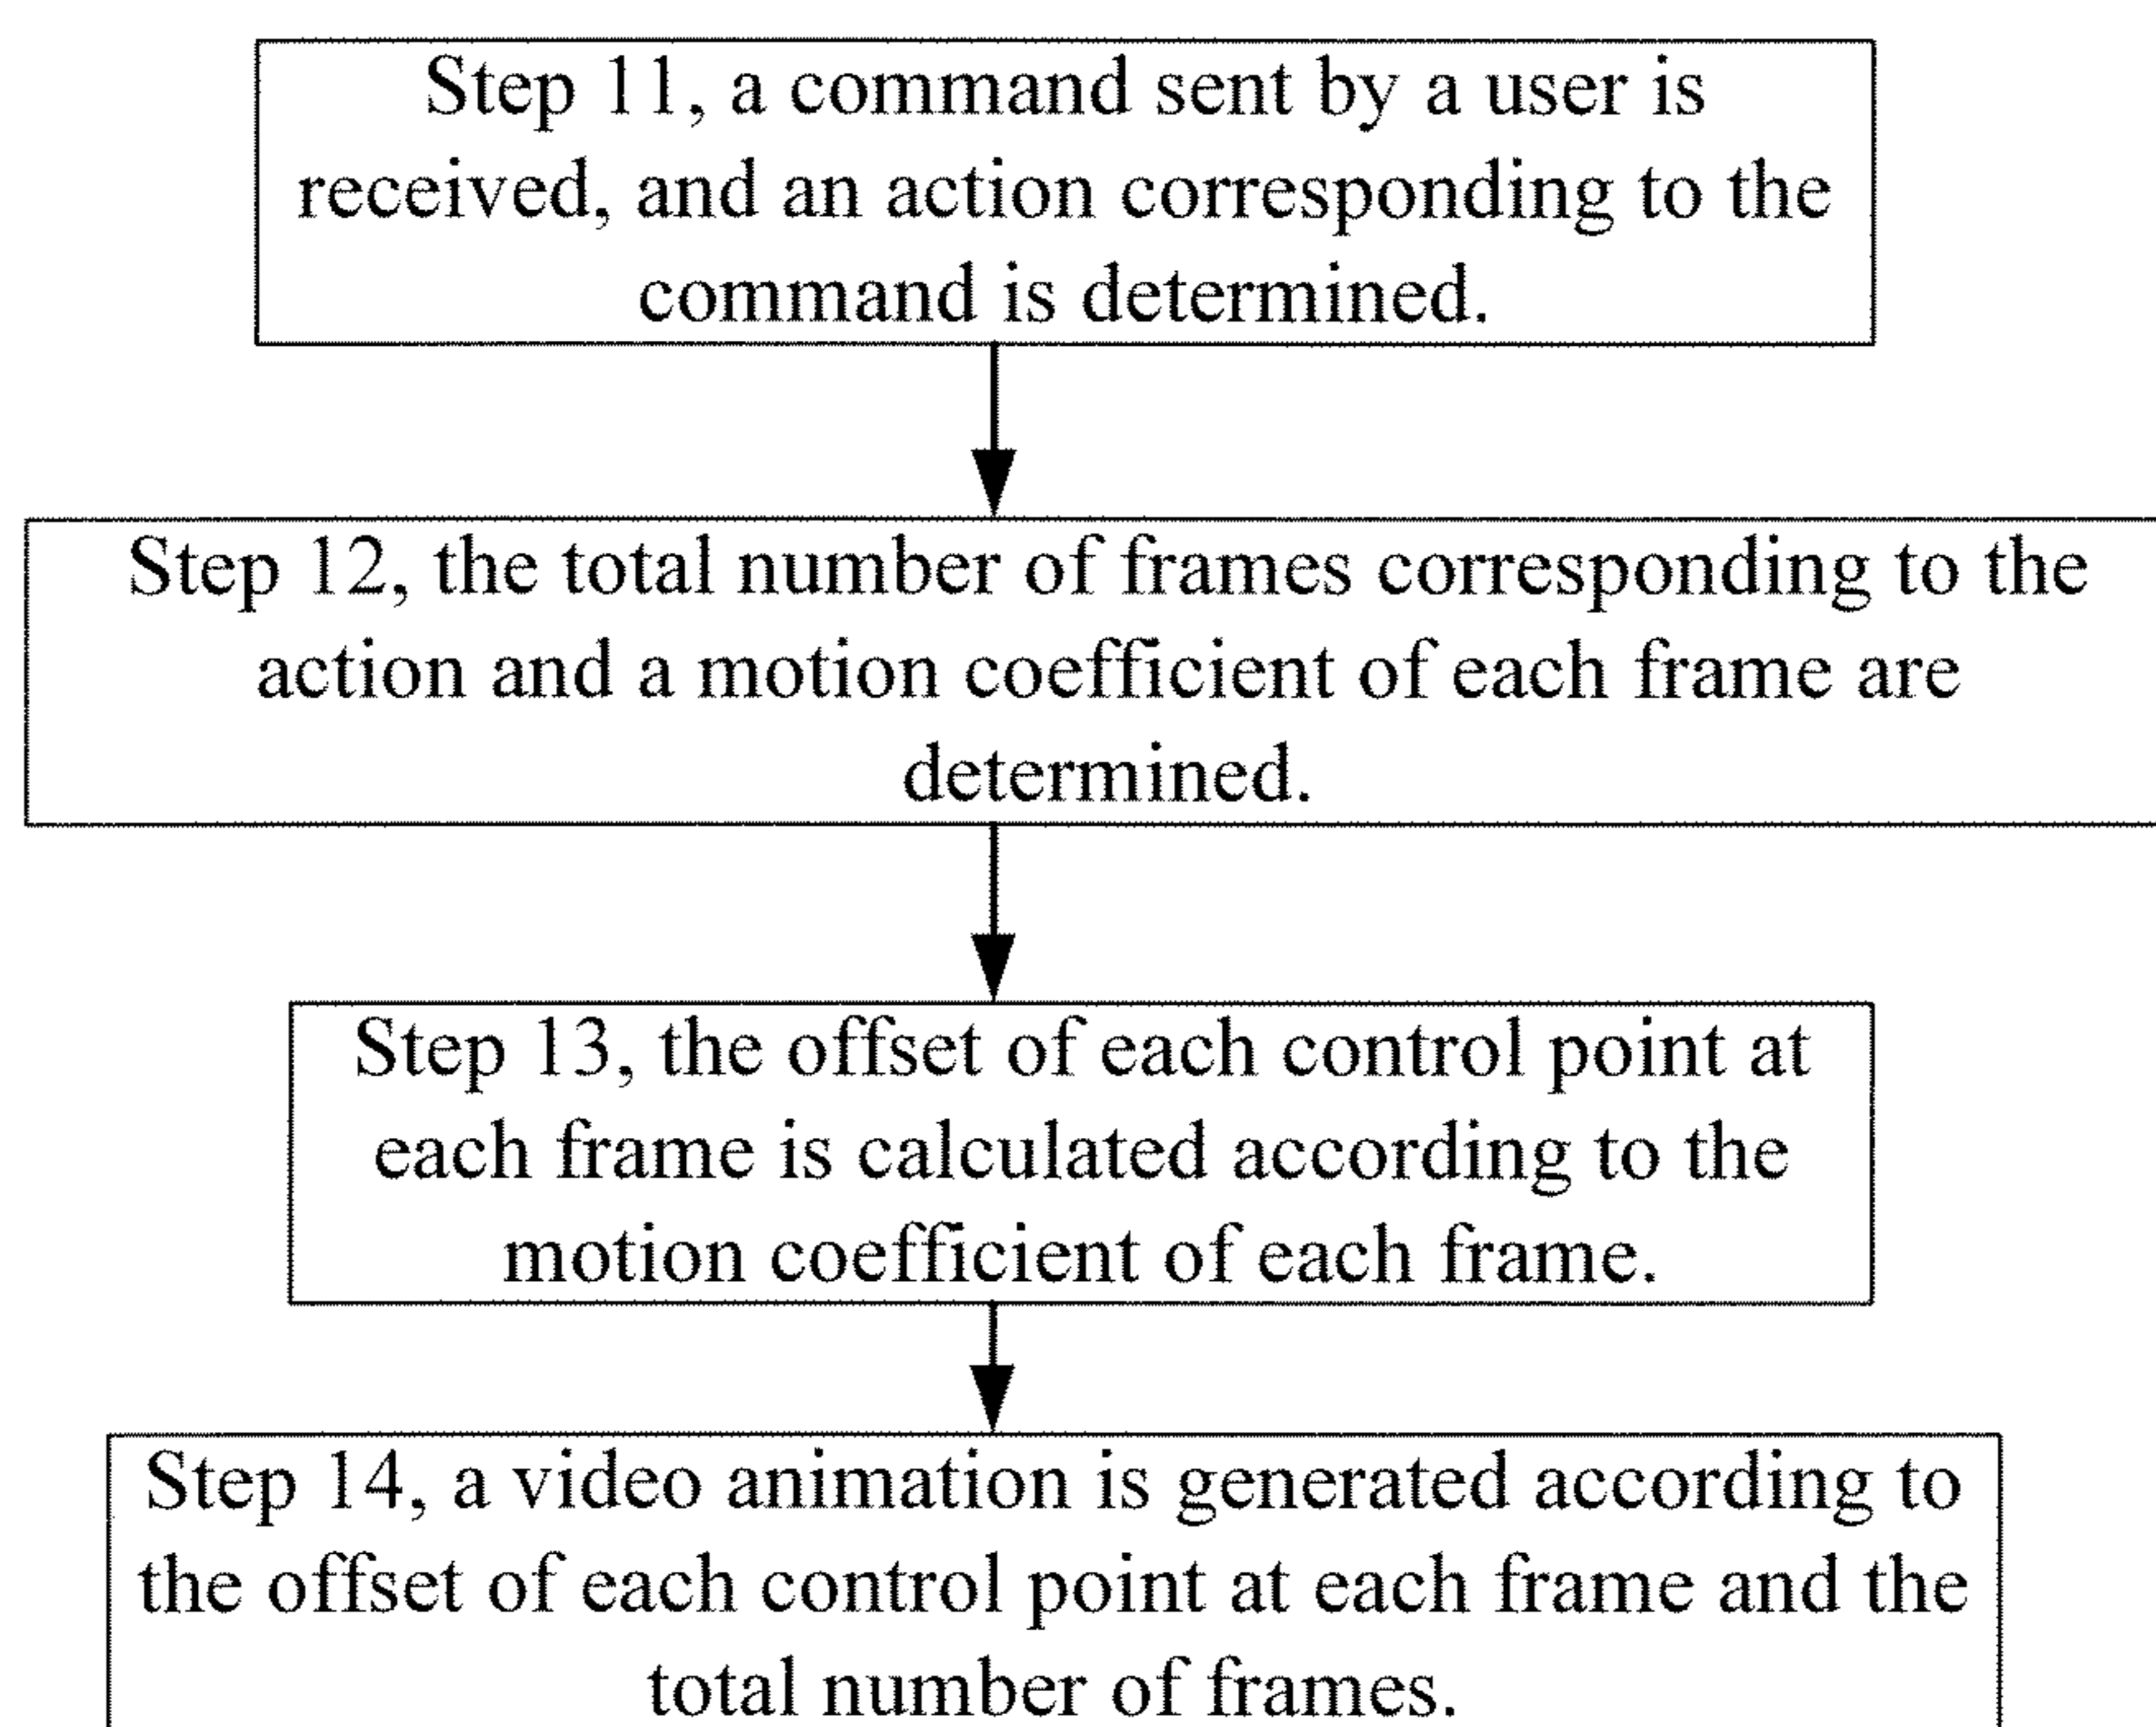 Step 11, a command sent by a user is
received, and an action corresponding to the
command is determined.
Step 12, the total number of frames corresponding to the
action and a motion coefficient of each frame are
determined.
Step 13, the offset of each control point at
each frame is calculated according to the
motion coefficient of each frame.
Step 14, a video animation is generated according to
the offset of each control point at each frame and the
total number of frames.